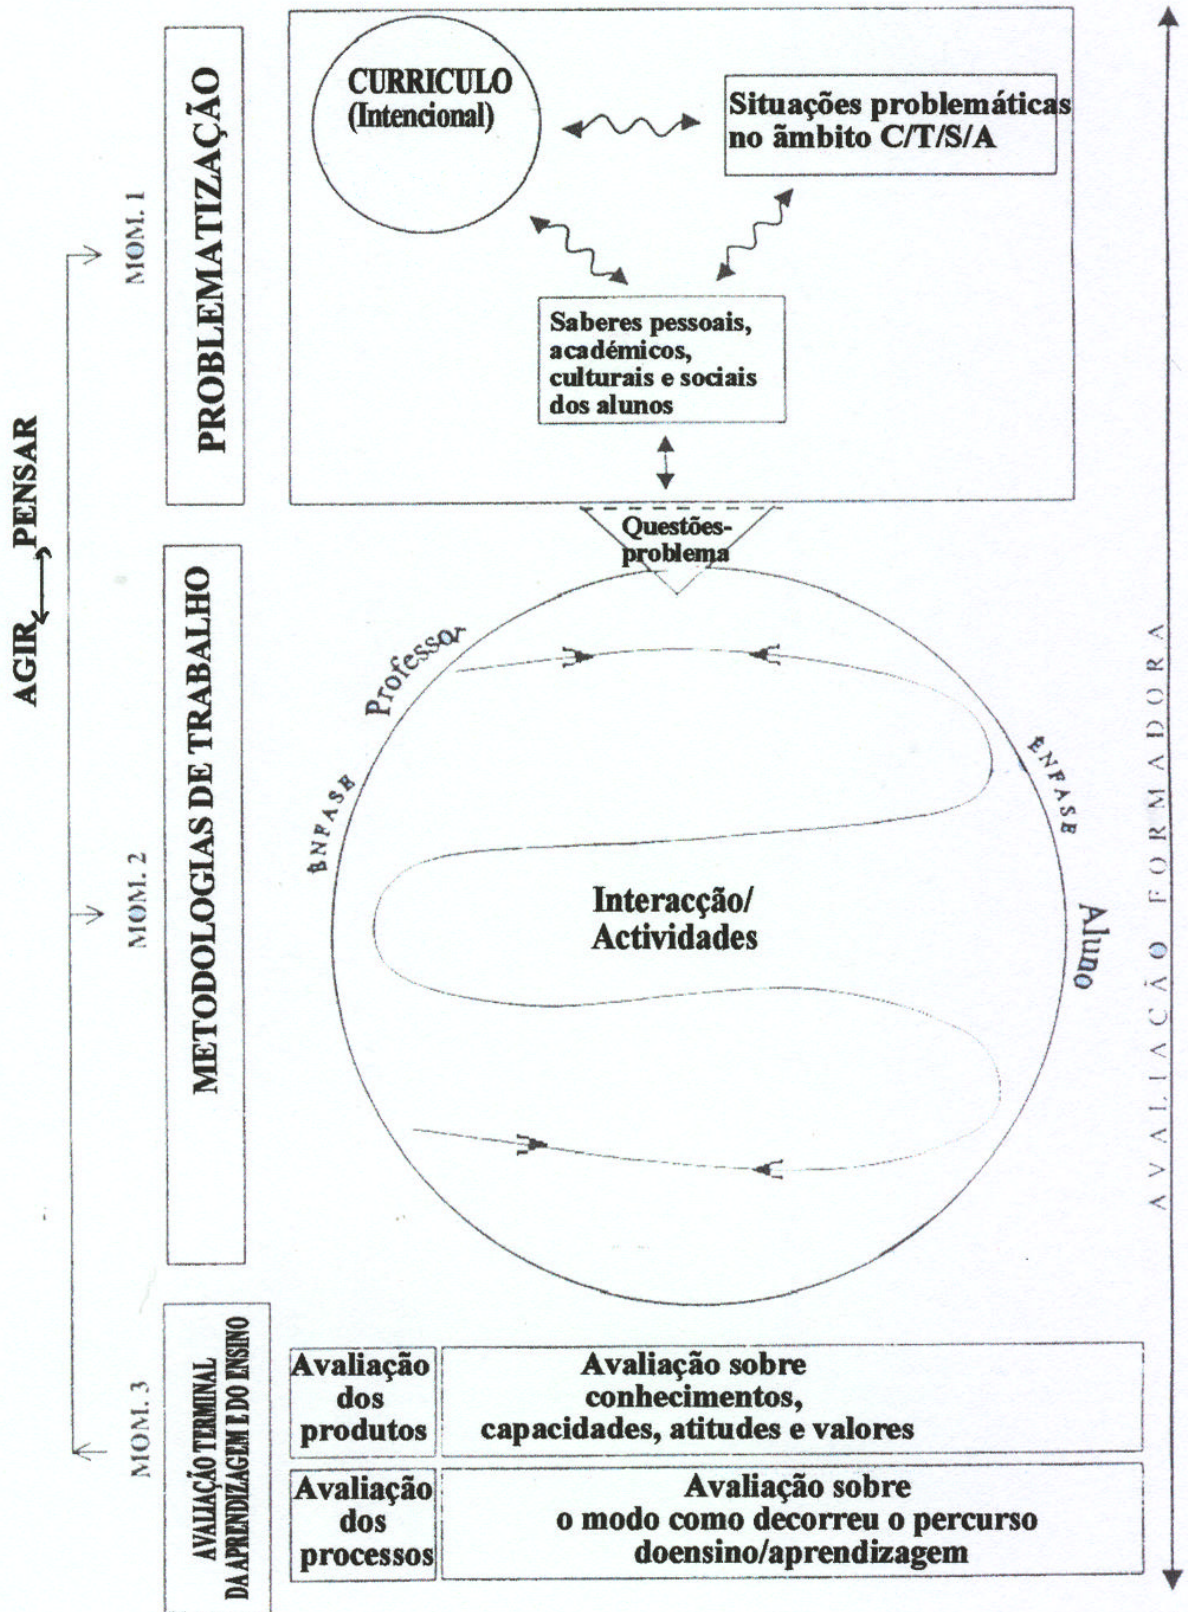 AGIR PENSAR
MOM. 1
PROBLEMATIZAÇÃO
CURRICULO
(Intencional)
Situações problemáticas
no ãmbito C/T/S/A
Saberes pessoais,
académicos,
culturais e sociais
dos alunos
Questões-
problema
MOM. 2
METODOLOGIAS DE TRABALHO
ÊNFASE Professor
Interacção/
Actividades
ÊNFASE Aluno
MOM. 3
AVALIAÇÃO TERMINAL
DA APRENDIZAGEM E DO ENSINO
Avaliação
dos
produtos
Avaliação sobre
conhecimentos,
capacidades, atitudes e valores
Avaliação
dos
processos
Avaliação sobre
o modo como decorreu o percurso
doensino/aprendizagem
AVALIAÇÃO FORMADORA